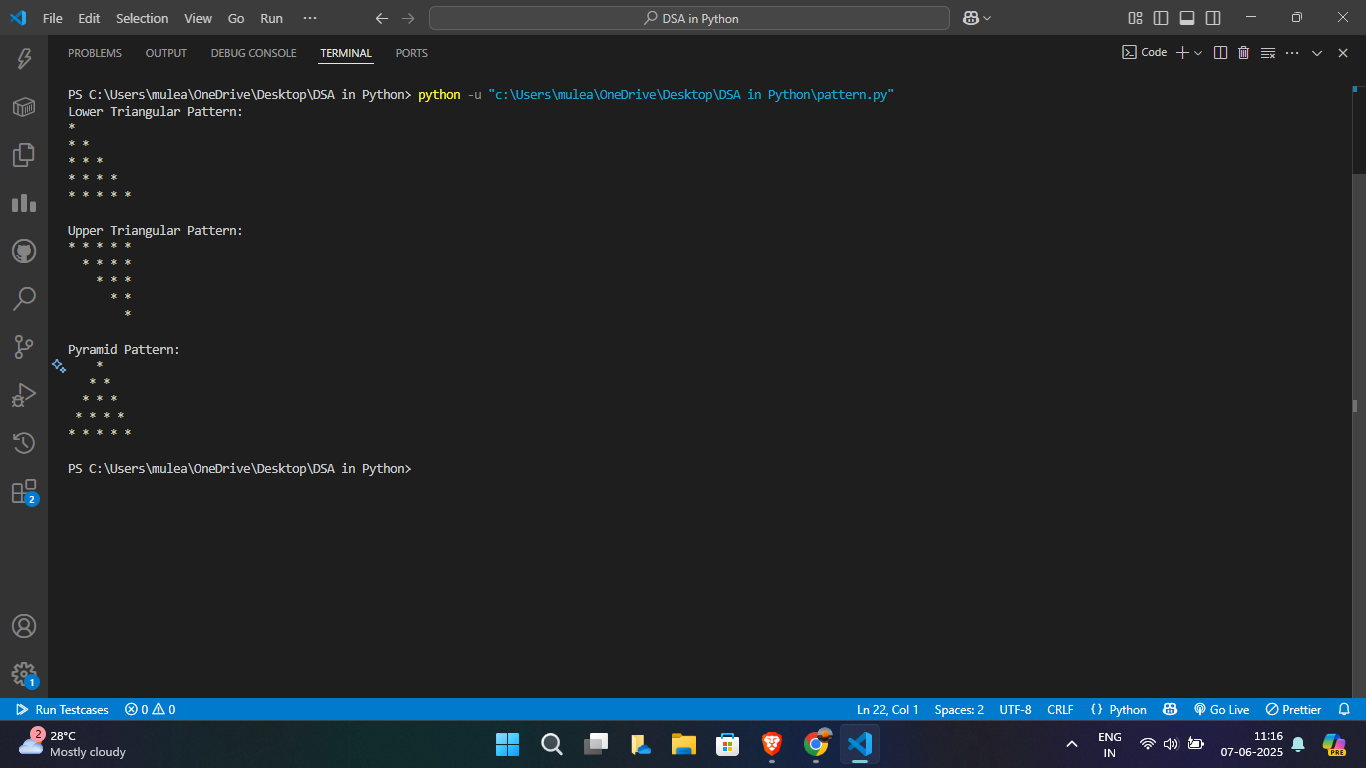 File Edit Selection View Go Run ··· DSA in Python
PROBLEMS OUTPUT DEBUG CONSOLE TERMINAL PORTS Code
PS C:\Users\mulea\OneDrive\Desktop\DSA in Python> python -u "c:\Users\mulea\OneDrive\Desktop\DSA in Python\pattern.py"
Lower Triangular Pattern:
*
* *
* * *
* * * *
* * * * *
Upper Triangular Pattern:
* * * * *
  * * * *
    * * *
      * *
        *
Pyramid Pattern:
    *
   * *
  * * *
 * * * *
* * * * *
PS C:\Users\mulea\OneDrive\Desktop\DSA in Python>
2
1
Run Testcases 0 0 Ln 22, Col 1 Spaces: 2 UTF-8 CRLF {} Python Go Live Prettier
2 28°C
Mostly cloudy
ENG
IN
11:16
07-06-2025
PRE